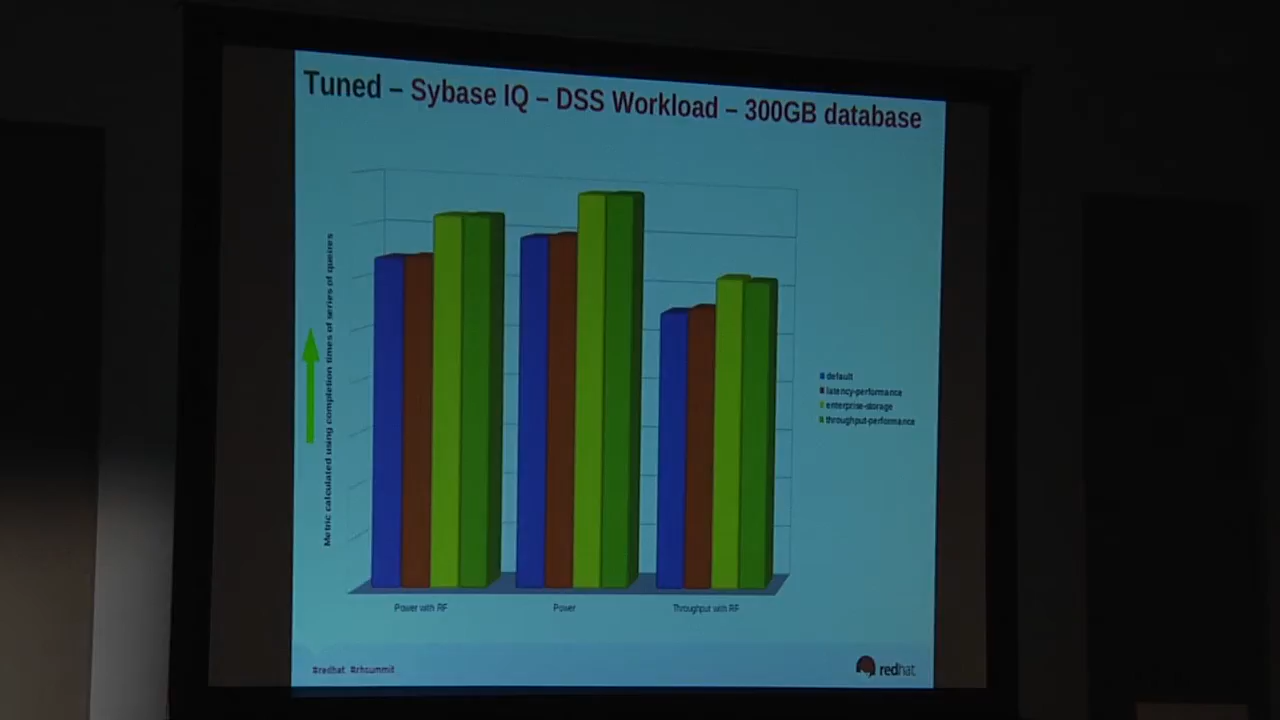 Tuned – Sybase IQ – DSS Workload – 300GB database
Metric calculated using completion times of series of queires
default
latency-performance
enterprise-storage
throughput-performance
Power with RF
Power
Throughput with RF
#redhat #rhsummit
redhat